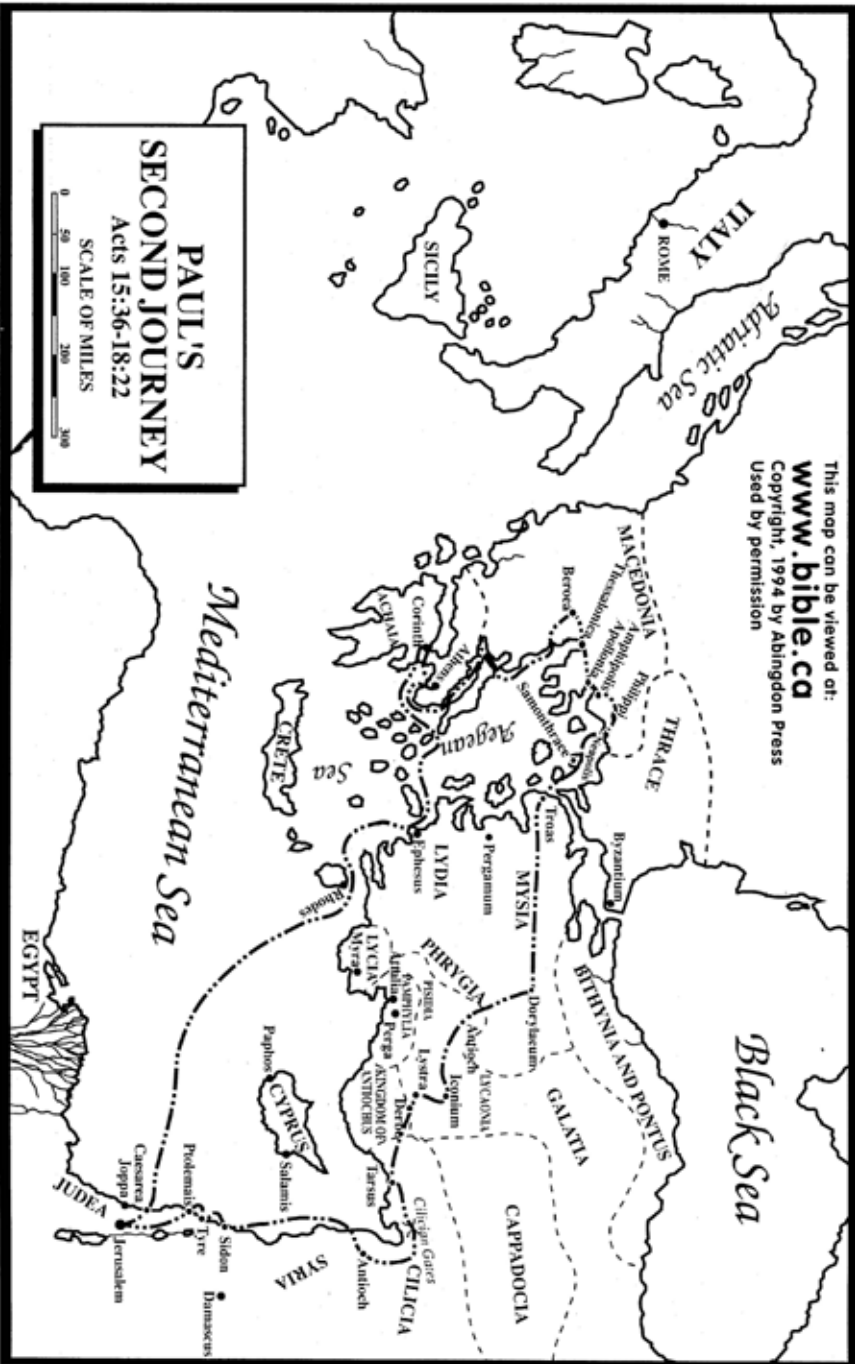 This map can be viewed at:
www.bible.ca
Copyright, 1994 by Abingdon Press
Used by permission
ITALY
ROME
Adriatic Sea
SICILY
MACEDONIA
THRACE
Black Sea
Philippi
Neapolis
Amphipolis
Apollonia
Thessalonica
Beroea
Samonthrace
Byzantium
BITHYNIA AND PONTUS
Troas
MYSIA
Dorylaeum
GALATIA
CAPPADOCIA
Aegean
Sea
Pergamum
LYDIA
Ephesus
PHRYGIA
Antioch
LYCAONIA
Iconium
Lystra
Derbe
PISIDIA
PAMPHYLIA
Attalia
Perga
KINGDOM OF
ANTIOCHUS
Tarsus
Cilician Gates
CILICIA
ACHAIA
Corinth
Athens
CRETE
Rhodes
LYCIA
Myra
Paphos
CYPRUS
Salamis
Antioch
SYRIA
Mediterranean Sea
Sidon
Damascus
Tyre
Ptolemais
Caesarea
Joppa
JUDEA
Jerusalem
EGYPT
PAUL'S
SECOND JOURNEY
Acts 15:36-18:22
SCALE OF MILES
0 50 100 200 300